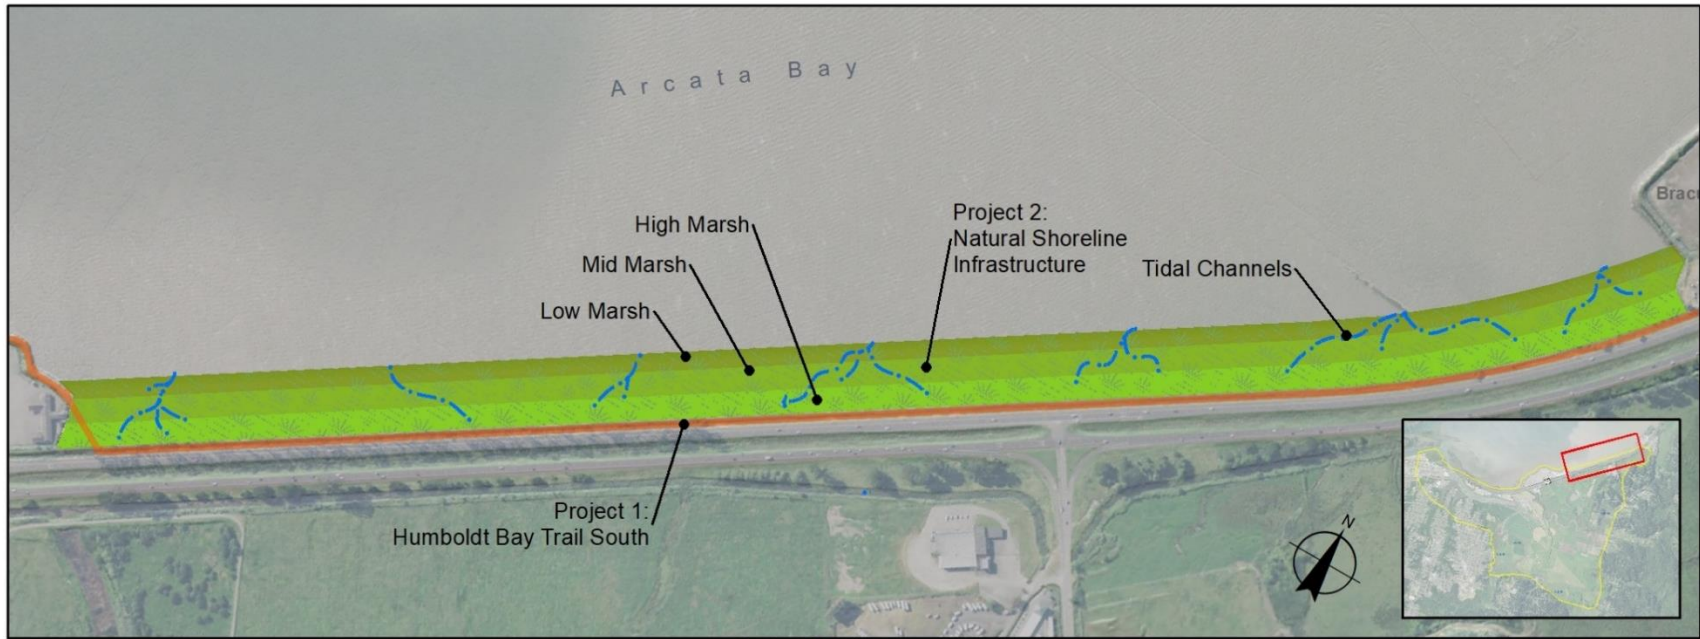 Arcata Bay
Project 2:
Natural Shoreline
Infrastructure
High Marsh
Mid Marsh
Low Marsh
Tidal Channels
Project 1:
Humboldt Bay Trail South
N